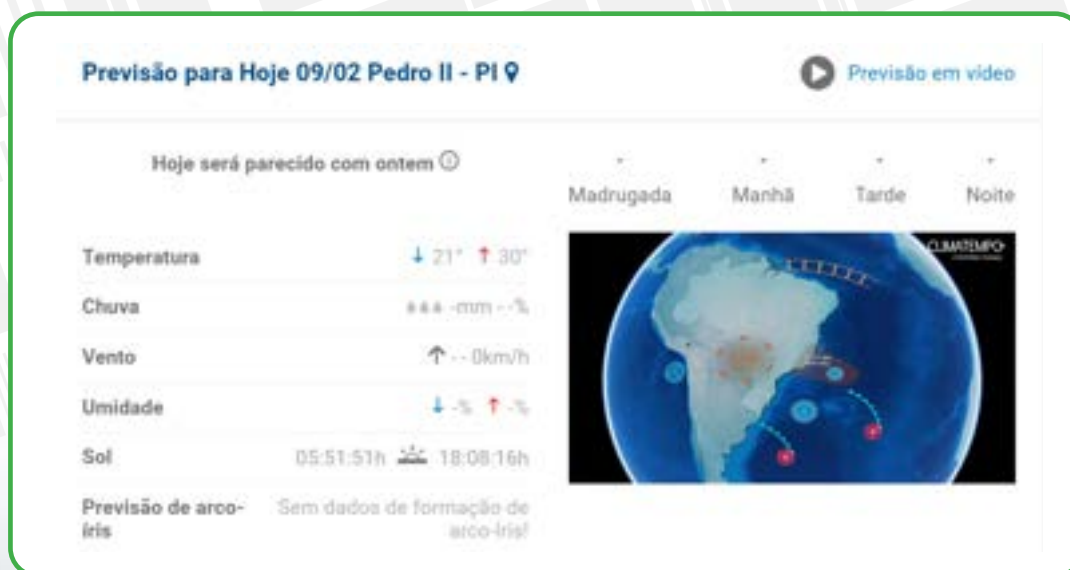 Previsão para Hoje 09/02 Pedro II - PI
Previsão em vídeo
Hoje será parecido com ontem
- - - -
Madrugada Manhã Tarde Noite
CLIMATEMPO
Temperatura ↓ 21° ↑ 30°
Chuva -mm - -%
Vento ↑ - - 0km/h
Umidade ↓ -% ↑ -%
Sol 05:51:51h 18:08:16h
Previsão de arco-íris
Sem dados de formação de
arco-íris!